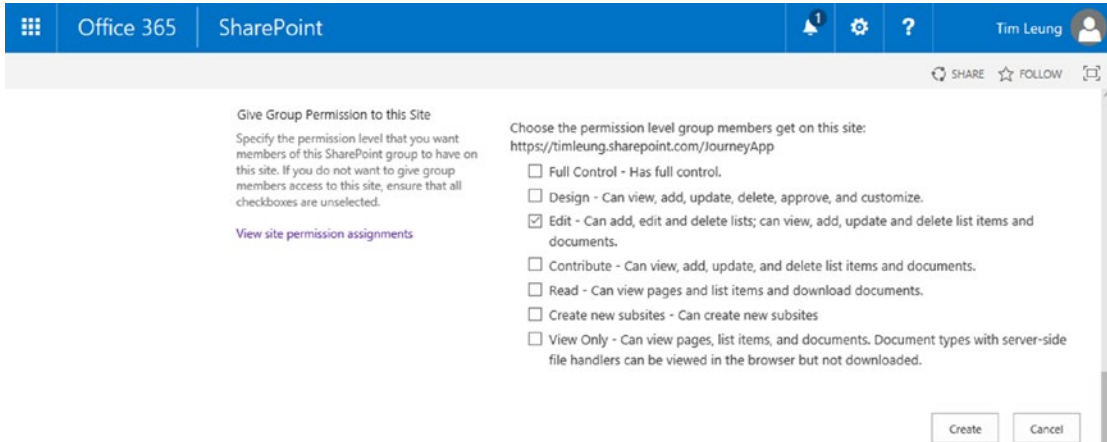 Office 365
SharePoint
1
?
Tim Leung
SHARE
FOLLOW
Give Group Permission to this Site
Specify the permission level that you want
members of this SharePoint group to have on
this site. If you do not want to give group
members access to this site, ensure that all
checkboxes are unselected.
View site permission assignments
Choose the permission level group members get on this site:
https://timleung.sharepoint.com/JourneyApp
Full Control - Has full control.
Design - Can view, add, update, delete, approve, and customize.
Edit - Can add, edit and delete lists; can view, add, update and delete list items and
documents.
Contribute - Can view, add, update, and delete list items and documents.
Read - Can view pages and list items and download documents.
Create new subsites - Can create new subsites
View Only - Can view pages, list items, and documents. Document types with server-side
file handlers can be viewed in the browser but not downloaded.
Create
Cancel